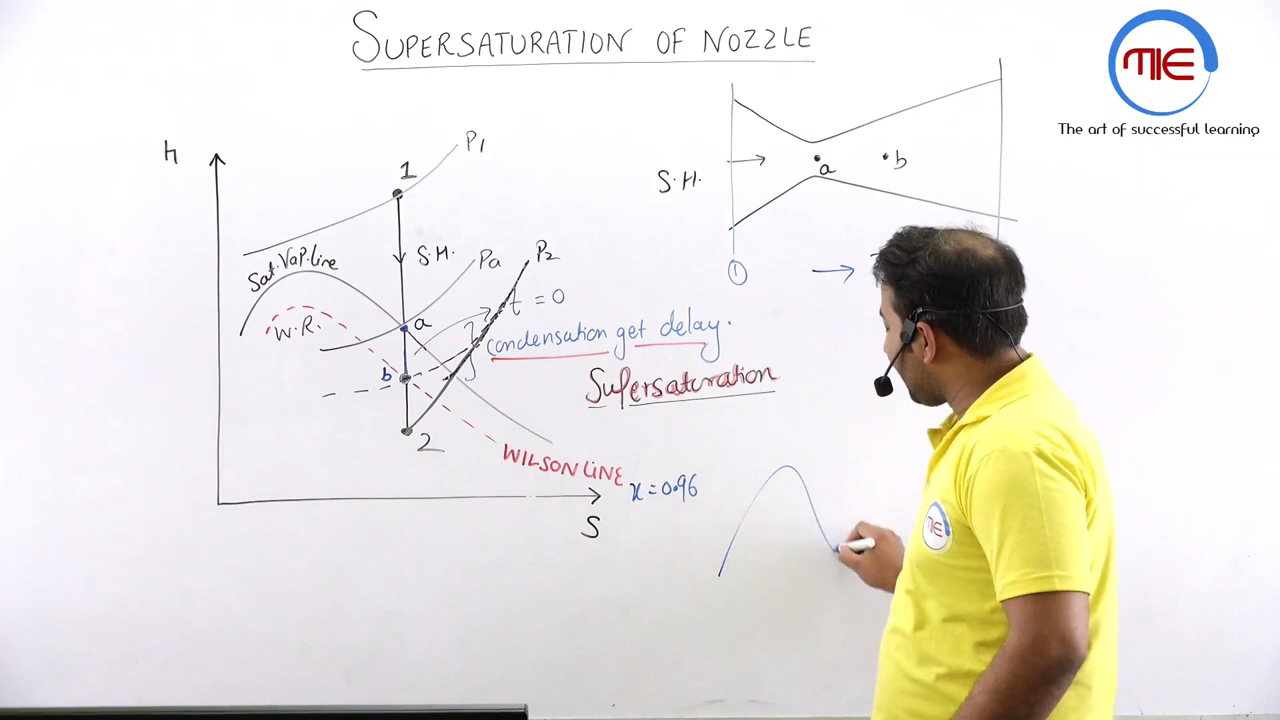 SUPERSATURATION OF NOZZLE
MIE
The art of successful learning
h
P1
1
S.H.
Sat. Vap. line
Pa
P2
W.R.
a
t = 0
condensation get delay.
Supersaturation
b
2
WILSON LINE
x = 0.96
S
S.H.
a
b
1
MIE